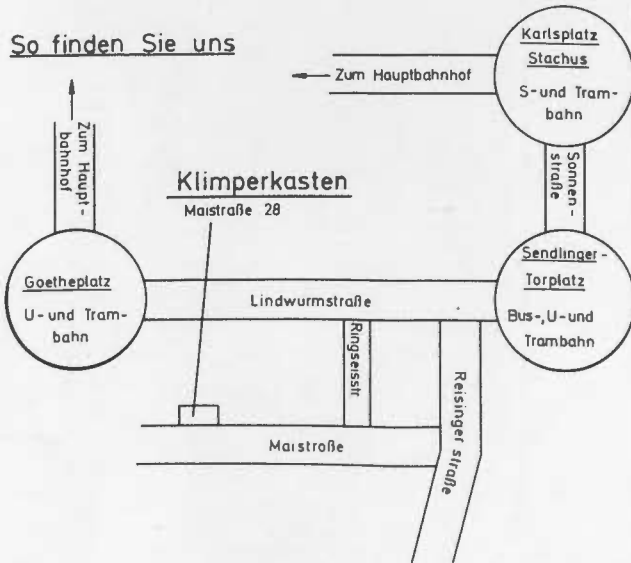 So finden Sie uns
Karlsplatz
Stachus
S-und Tram-
bahn
Zum Hauptbahnhof
Zum Haupt-
bahnhof
Sonnen-
straße
Klimperkasten
Maistraße 28
Goetheplatz
U-und Tram-
bahn
Lindwurmstraße
Sendlinger-
Torplatz
Bus-,U-und
Trambahn
Ringseisstr
Reisinger straße
Maistroße